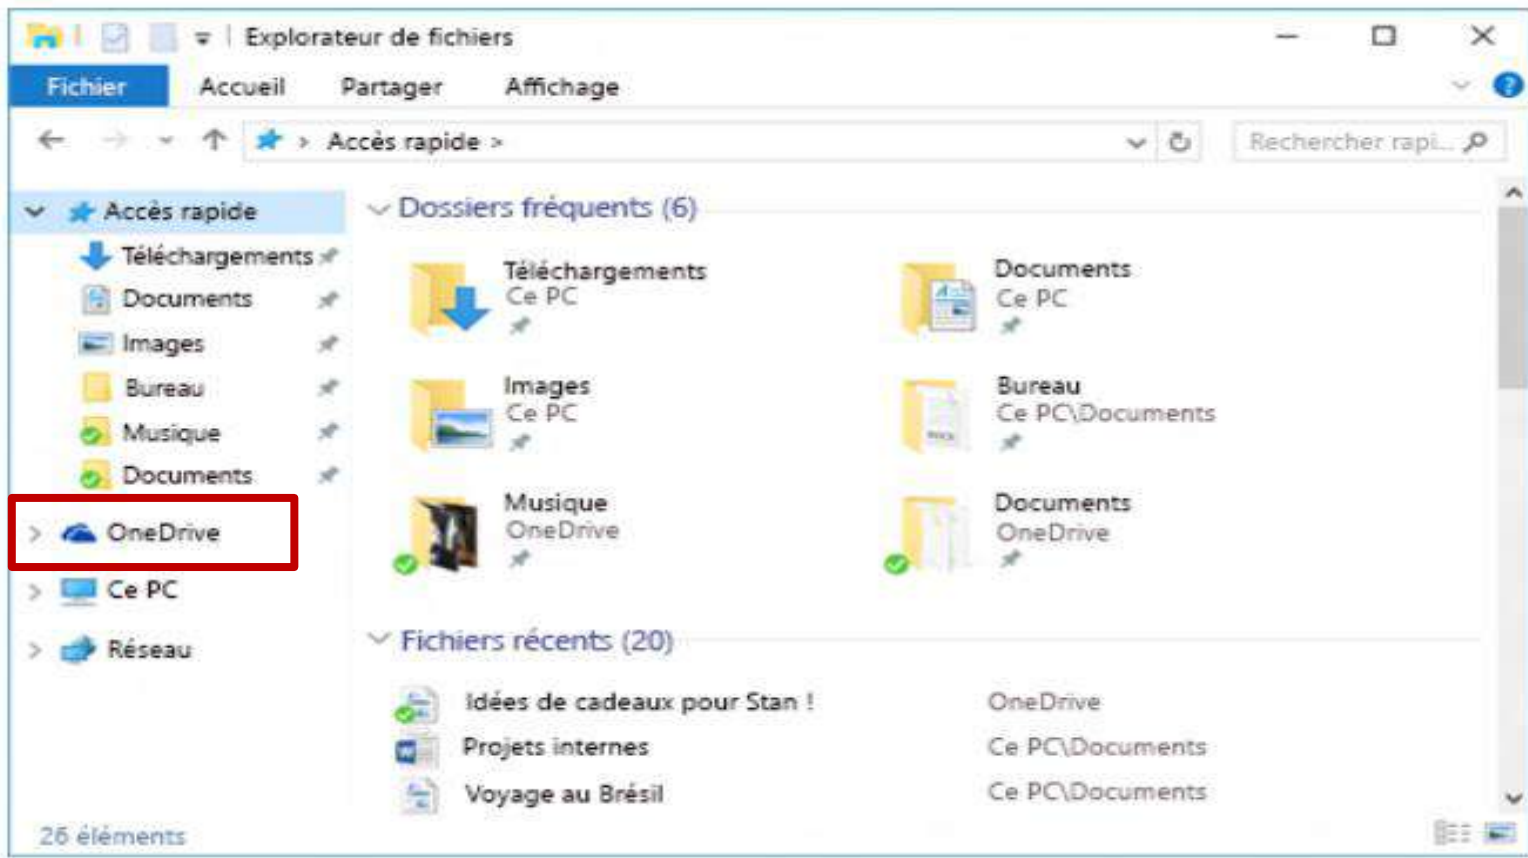 Explorateur de fichiers
Fichier Accueil Partager Affichage
Accès rapide >
Rechercher rapi...
Accès rapide
Téléchargements
Documents
Images
Bureau
Musique
Documents
OneDrive
Ce PC
Réseau
Dossiers fréquents (6)
Téléchargements
Ce PC
Documents
Ce PC
Images
Ce PC
Bureau
Ce PC\Documents
Musique
OneDrive
Documents
OneDrive
Fichiers récents (20)
Idées de cadeaux pour Stan ! OneDrive
Projets internes Ce PC\Documents
Voyage au Brésil Ce PC\Documents
26 éléments